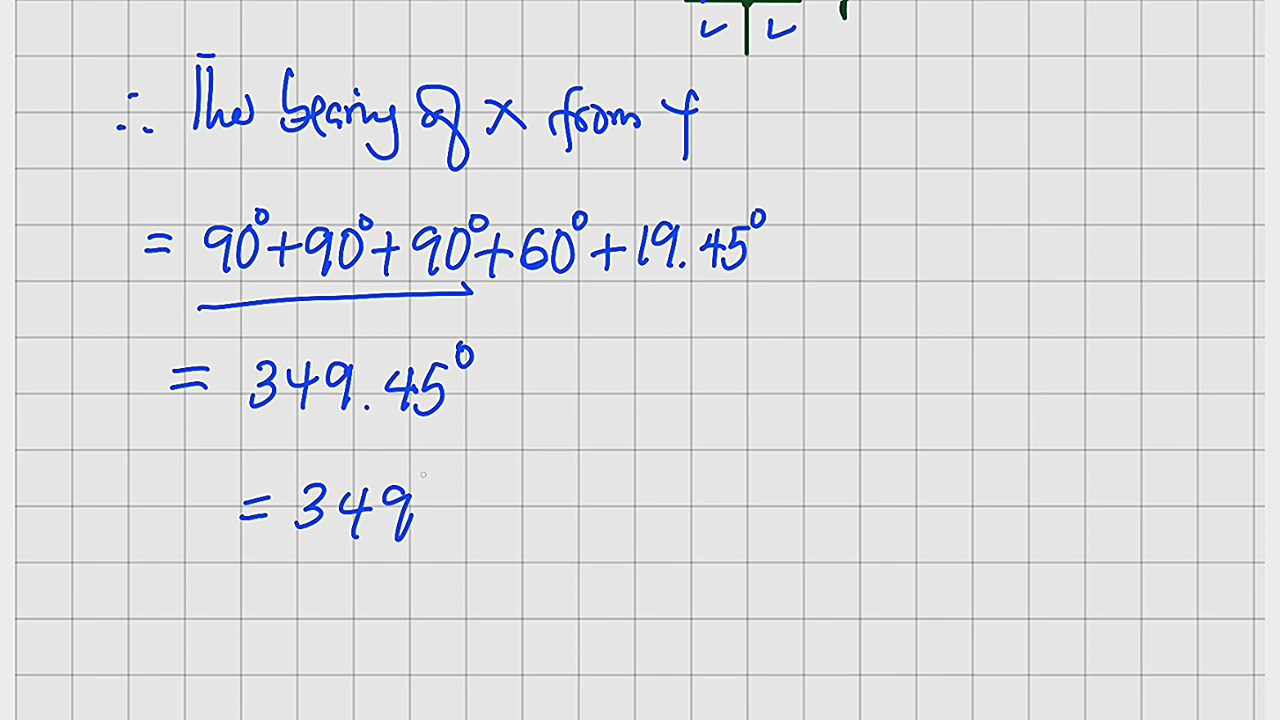 ∴ The bearing of X from Y
= 90°+90°+90°+60°+19.45°
= 349.45°
= 349